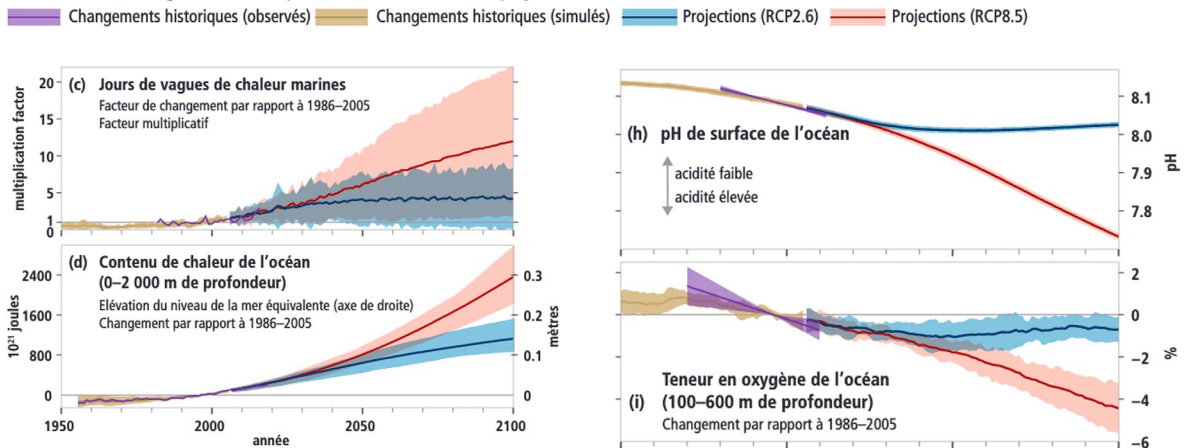 Changements historiques (observés) Changements historiques (simulés) Projections (RCP2.6) Projections (RCP8.5)
(c) Jours de vagues de chaleur marines
Facteur de changement par rapport à 1986–2005
Facteur multiplicatif
multiplication factor
20
15
10
5
1
0
(d) Contenu de chaleur de l'océan
(0–2 000 m de profondeur)
Elévation du niveau de la mer équivalente (axe de droite)
Changement par rapport à 1986–2005
10²¹ joules
2400
1600
800
0
0.3
0.2
0.1
0
mètres
1950 2000 2050 2100
année
(h) pH de surface de l'océan
acidité faible
acidité élevée
8.1
8.0
7.9
7.8
pH
(i) Teneur en oxygène de l'océan
(100–600 m de profondeur)
Changement par rapport à 1986–2005
2
0
−2
−4
−6
%